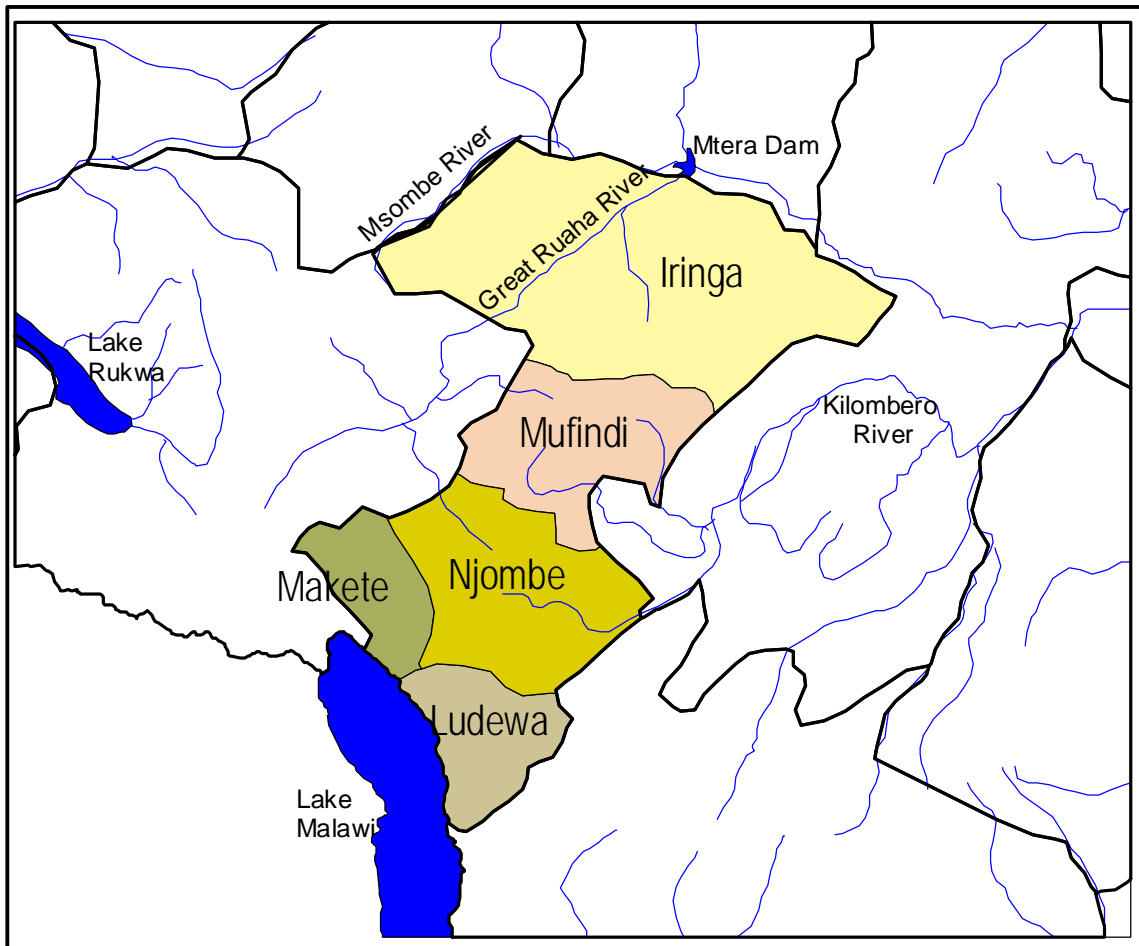 Msombe River
Mtera Dam
Great Ruaha River
Iringa
Lake
Rukwa
Kilombero
River
Mufindi
Makete
Njombe
Ludewa
Lake
Malawi